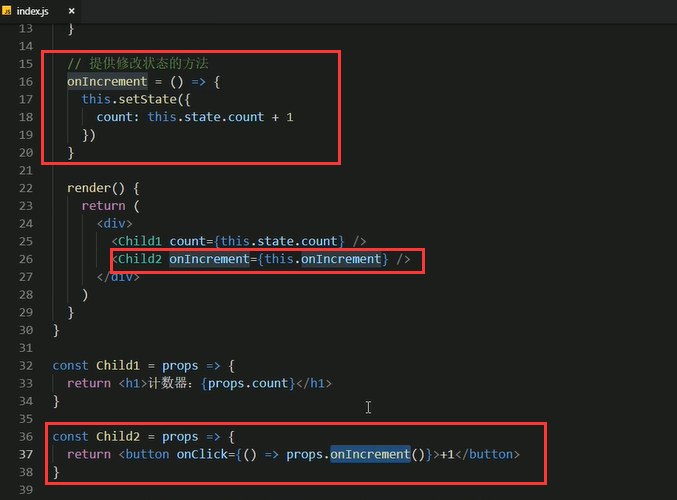 index.js ×
13 }
14
15 // 提供修改状态的方法
16 onIncrement = () => {
17 this.setState({
18 count: this.state.count + 1
19 })
20 }
21
22 render() {
23 return (
24 <div>
25 <Child1 count={this.state.count} />
26 <Child2 onIncrement={this.onIncrement} />
27 </div>
28 )
29 }
30 }
31
32 const Child1 = props => {
33 return <h1>计数器：{props.count}</h1>
34 }
35
36 const Child2 = props => {
37 return <button onClick={() => props.onIncrement()}>+1</button>
38 }
39